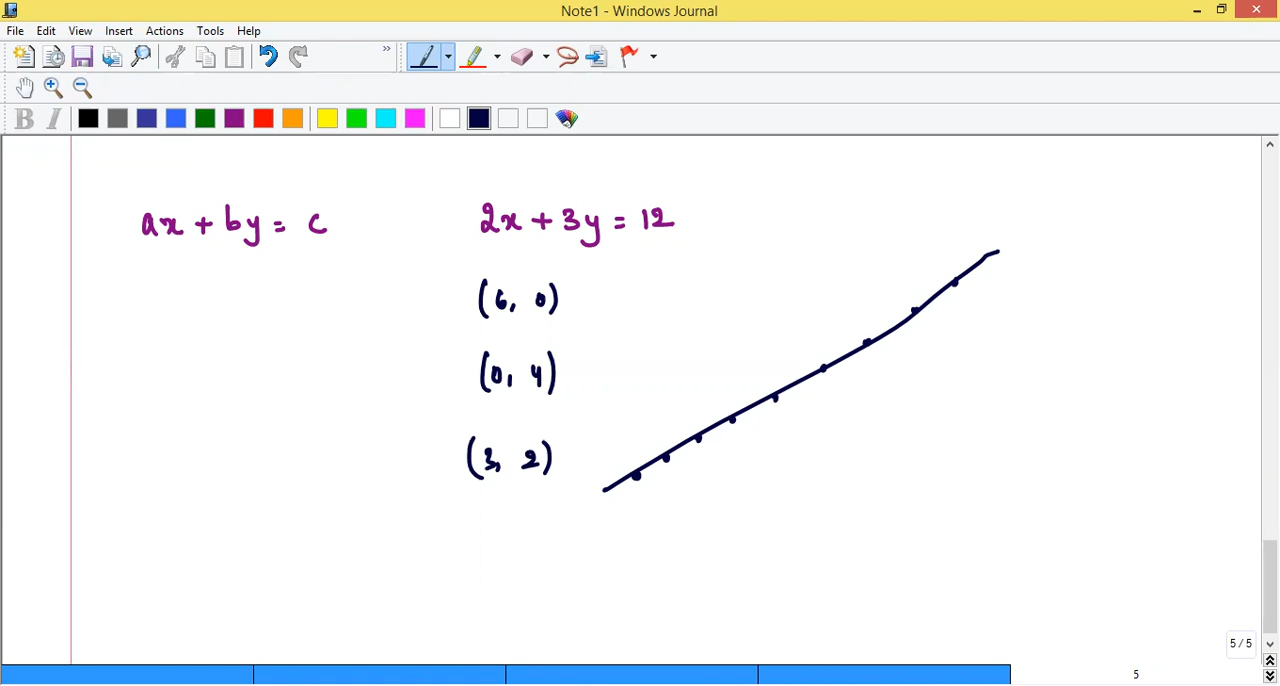 Note1 - Windows Journal
File Edit View Insert Actions Tools Help
»
B I
ax + by = c
2x + 3y = 12
(6, 0)
(0, 4)
(3, 2)
5 / 5
5